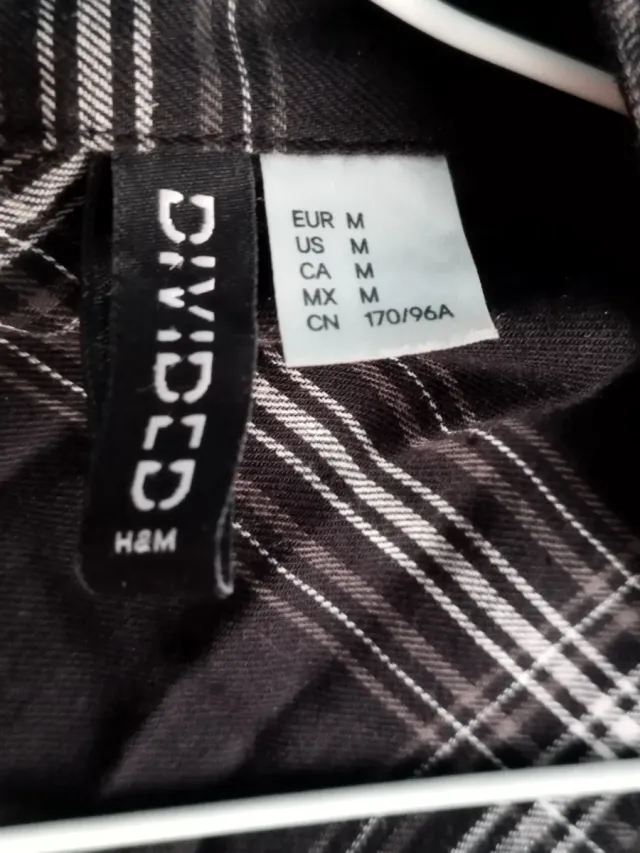 DIVIDED
H&M
EUR M
US M
CA M
MX M
CN 170/96A